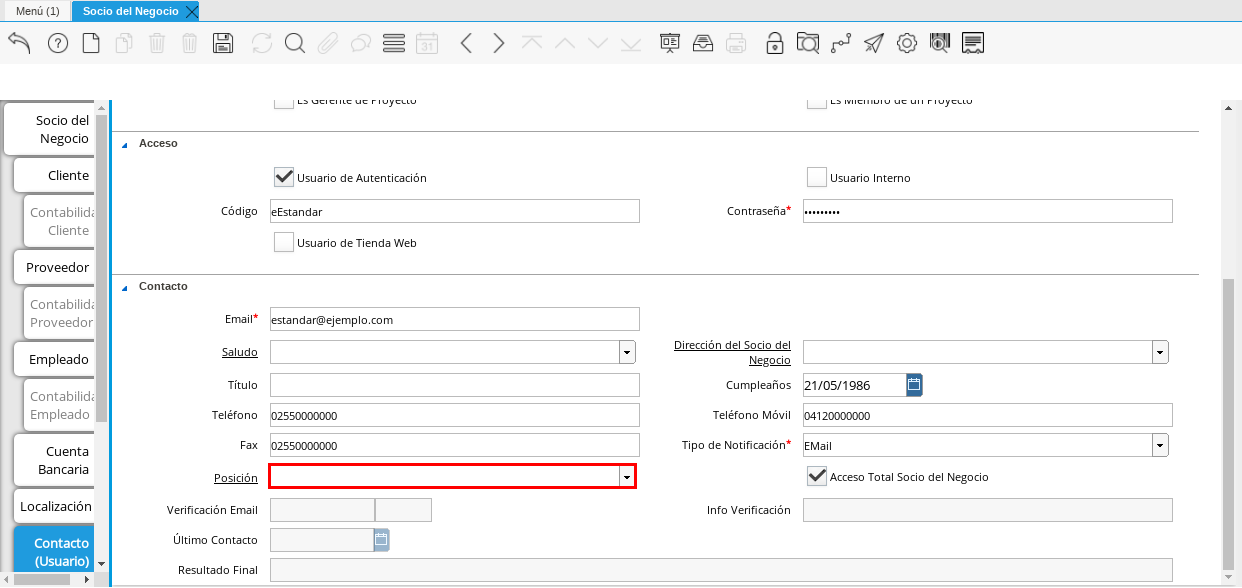 Menú (1)
Socio del Negocio
31
Socio del
Negocio
Cliente
Contabilida
Cliente
Proveedor
Contabilida
Proveedor
Empleado
Contabilida
Empleado
Cuenta
Bancaria
Localización
Contacto
(Usuario)
Es Gerente de Proyecto
Es Miembro de un Proyecto
Acceso
Usuario de Autenticación
Usuario Interno
Código eEstandar
Contraseña* •••••••••
Usuario de Tienda Web
Contacto
Email* estandar@ejemplo.com
Saludo
Dirección del Socio del
Negocio
Título
Cumpleaños 21/05/1986
Teléfono 02550000000
Teléfono Móvil 04120000000
Fax 02550000000
Tipo de Notificación* EMail
Posición
Acceso Total Socio del Negocio
Verificación Email
Info Verificación
Último Contacto
Resultado Final